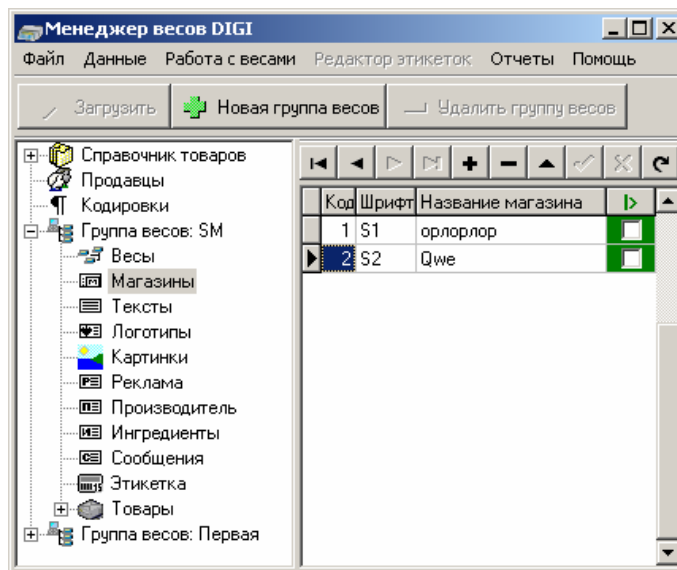 Менеджер весов DIGI
Файл Данные Работа с весами Редактор этикеток Отчеты Помощь
Загрузить Новая группа весов Удалить группу весов
Справочник товаров
Продавцы
Кодировки
Группа весов: SM
Весы
Магазины
Тексты
Логотипы
Картинки
Реклама
Производитель
Ингредиенты
Сообщения
Этикетка
Товары
Группа весов: Первая
Код Шрифт Название магазина
1 S1 орлорлор
2 S2 Qwe